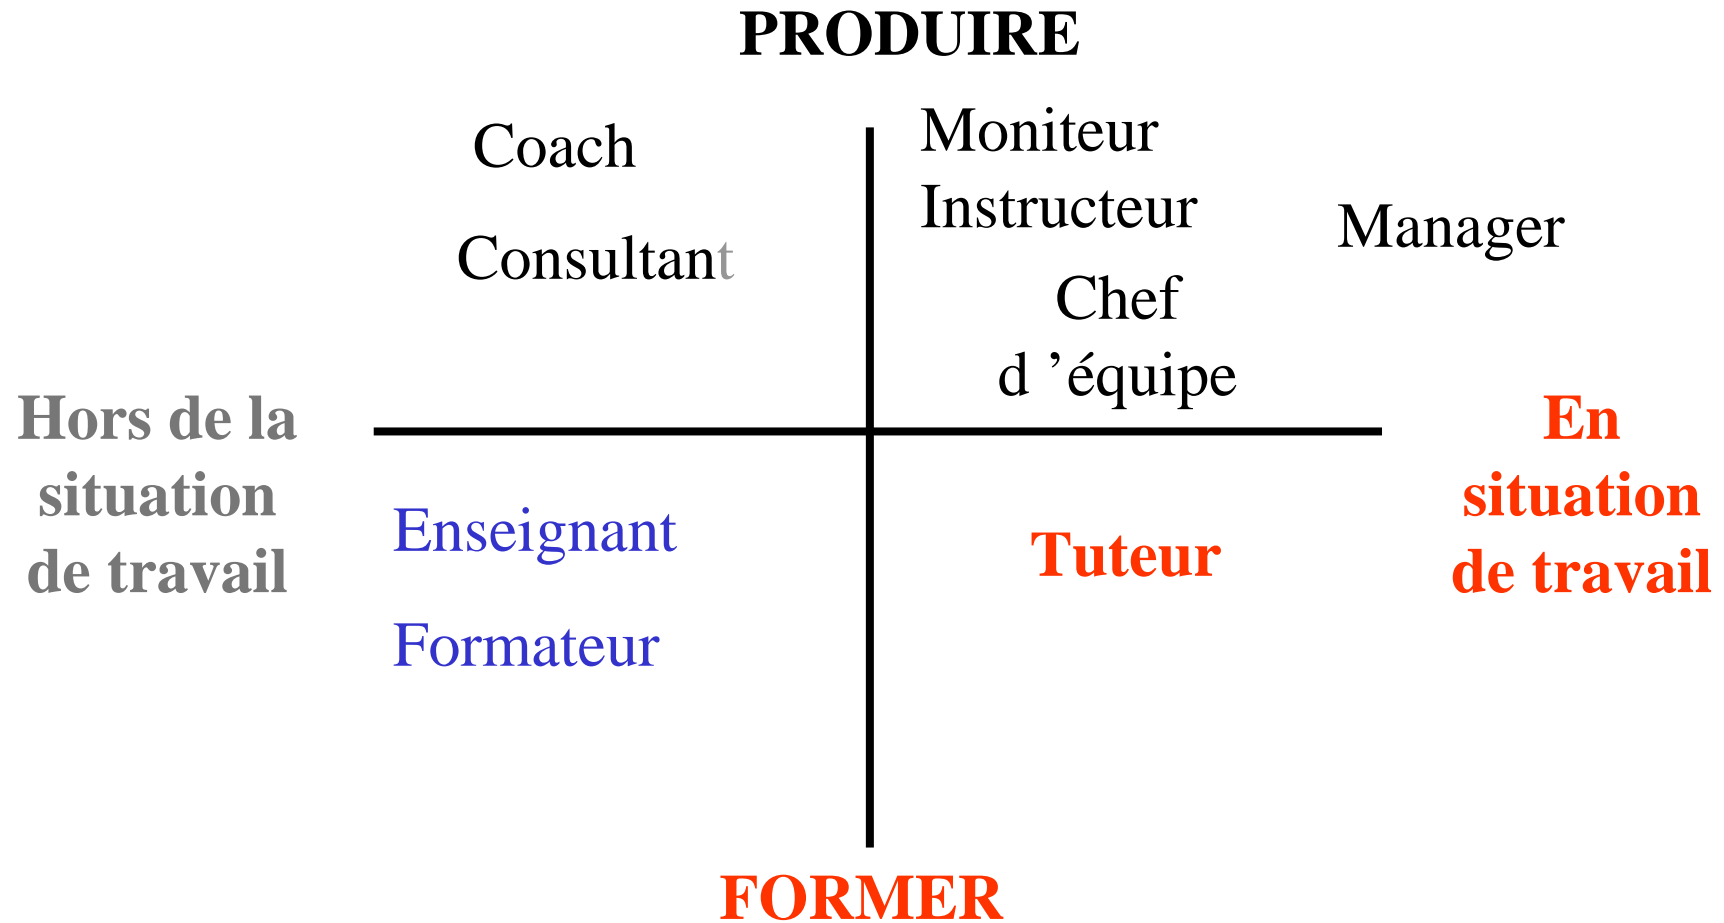 PRODUIRE
Coach
Consultant
Moniteur
Instructeur
Manager
Chef
d ’équipe
Hors de la
situation
de travail
En
situation
de travail
Enseignant
Formateur
Tuteur
FORMER